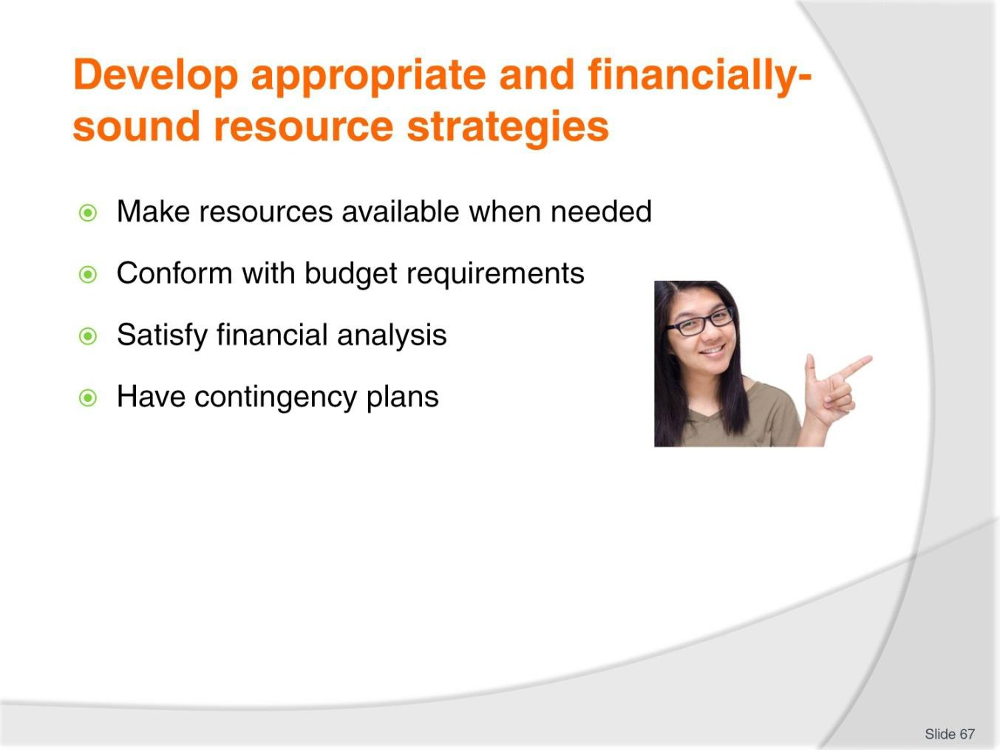 Develop appropriate and financially-
sound resource strategies
Make resources available when needed
Conform with budget requirements
Satisfy financial analysis
Have contingency plans
Slide 67